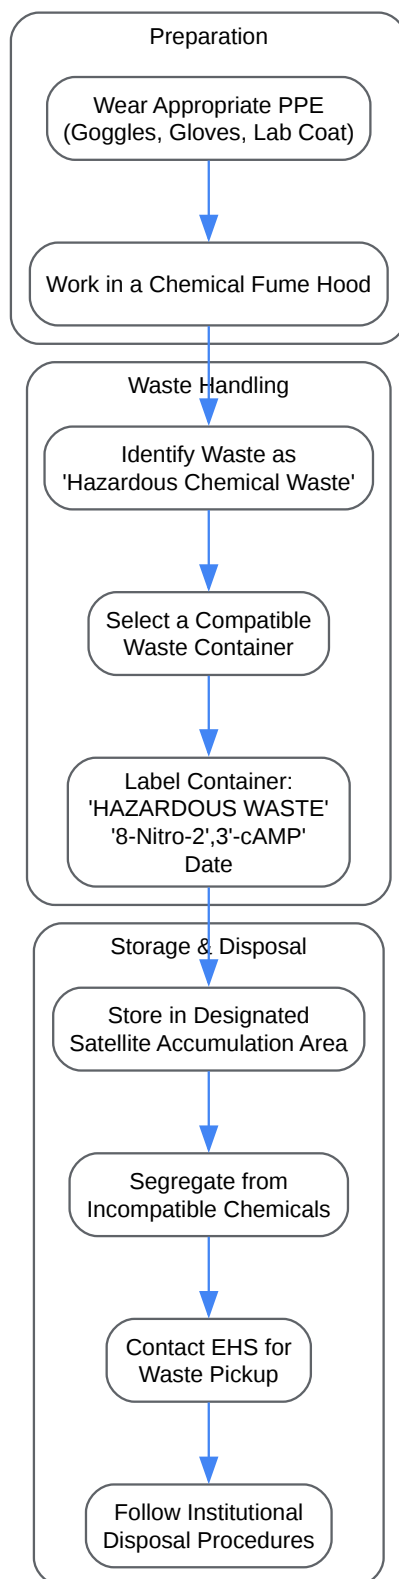 Preparation
Wear Appropriate PPE
(Goggles, Gloves, Lab Coat)
Work in a Chemical Fume Hood
Waste Handling
Identify Waste as
'Hazardous Chemical Waste'
Select a Compatible
Waste Container
Label Container:
'HAZARDOUS WASTE'
'8-Nitro-2',3'-cAMP'
Date
Storage & Disposal
Store in Designated
Satellite Accumulation Area
Segregate from
Incompatible Chemicals
Contact EHS for
Waste Pickup
Follow Institutional
Disposal Procedures